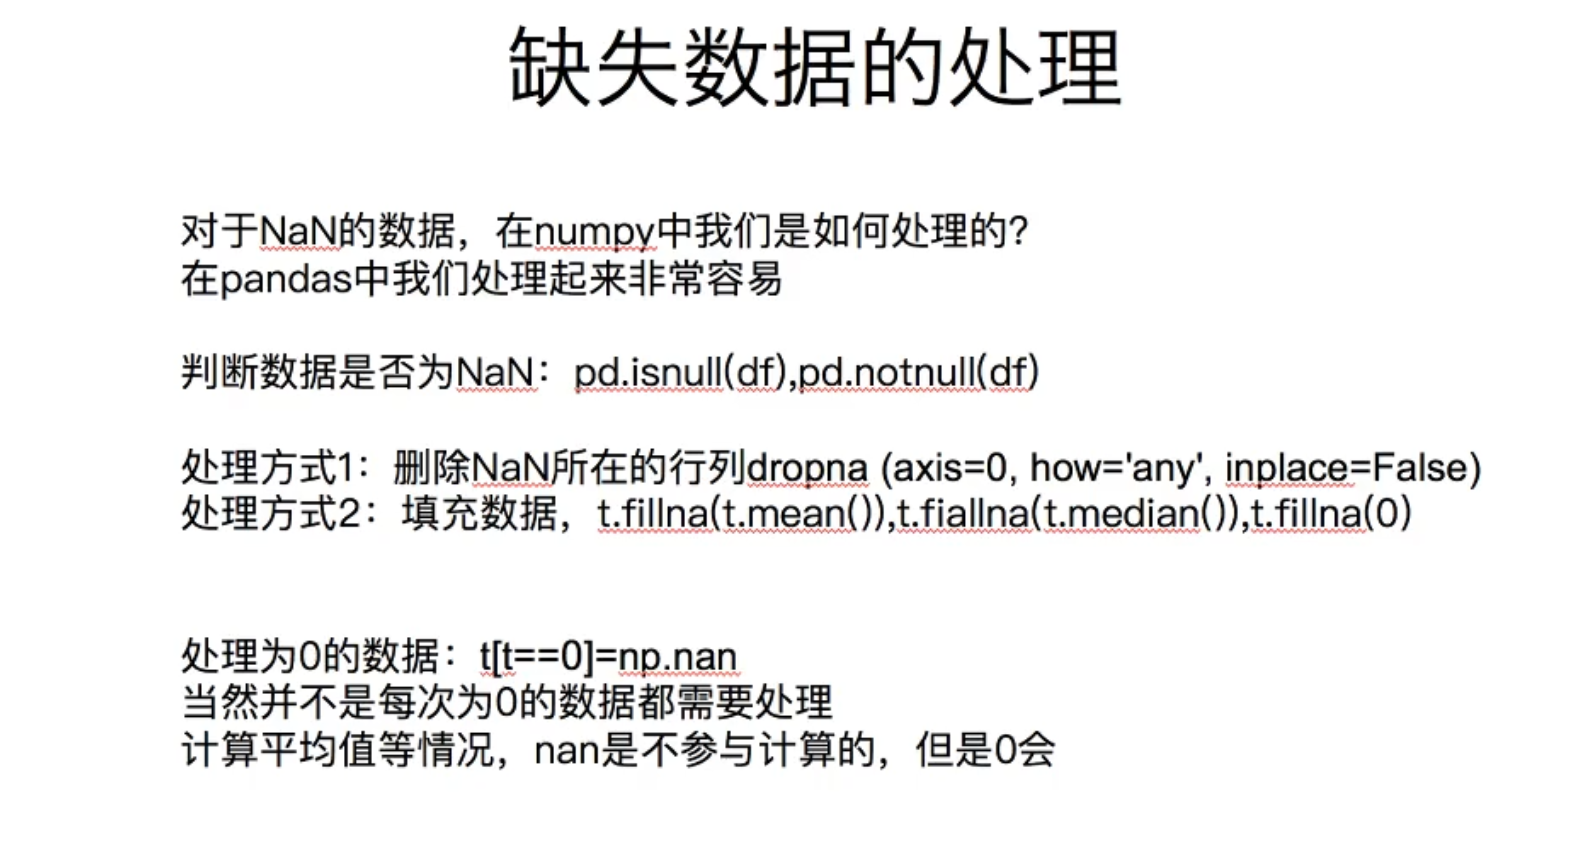 缺失数据的处理
对于NaN的数据，在numpy中我们是如何处理的?
在pandas中我们处理起来非常容易
判断数据是否为NaN：pd.isnull(df),pd.notnull(df)
处理方式1：删除NaN所在的行列dropna (axis=0, how='any', inplace=False)
处理方式2：填充数据，t.fillna(t.mean()),t.fiallna(t.median()),t.fillna(0)
处理为0的数据：t[t==0]=np.nan
当然并不是每次为0的数据都需要处理
计算平均值等情况，nan是不参与计算的，但是0会